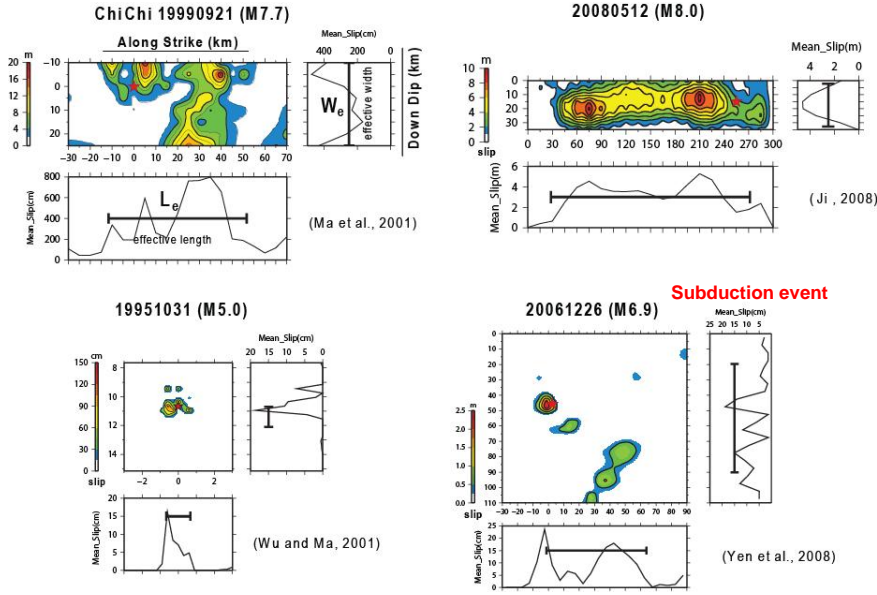 ChiChi 19990921 (M7.7)
Along Strike (km)
m
20
16
12
8
4
0
slip
−10
0
10
20
−30 −20 −10 0 10 20 30 40 50 60 70
Mean_Slip(cm)
400 200
We
effective width
Down Dip (km)
Mean_Slip(cm)
800
600
400
200
0
Le
effective length
(Ma et al., 2001)
20080512 (M8.0)
m
10
8
6
4
2
0
slip
0
10
20
30
0 30 60 90 120 150 180 210 240 270 300
Mean_Slip(m)
4 2 0
Mean_Slip(m)
6
4
2
0
(Ji, 2008)
19951031 (M5.0)
cm
150
120
90
60
30
0
slip
8
10
12
14
−2 0 2
Mean_Slip(cm)
20 15 10 5 0
Mean_Slip(cm)
20
15
10
5
0
(Wu and Ma, 2001)
Subduction event
20061226 (M6.9)
m
2.5
2.0
1.5
1.0
0.5
0.0
slip
0
10
20
30
40
50
60
70
80
90
100
110
−30 −20 −10 0 10 20 30 40 50 60 70 80 90
Mean_Slip(cm)
25 20 15 10 5
Mean_Slip(cm)
25
20
15
10
5
0
(Yen et al., 2008)